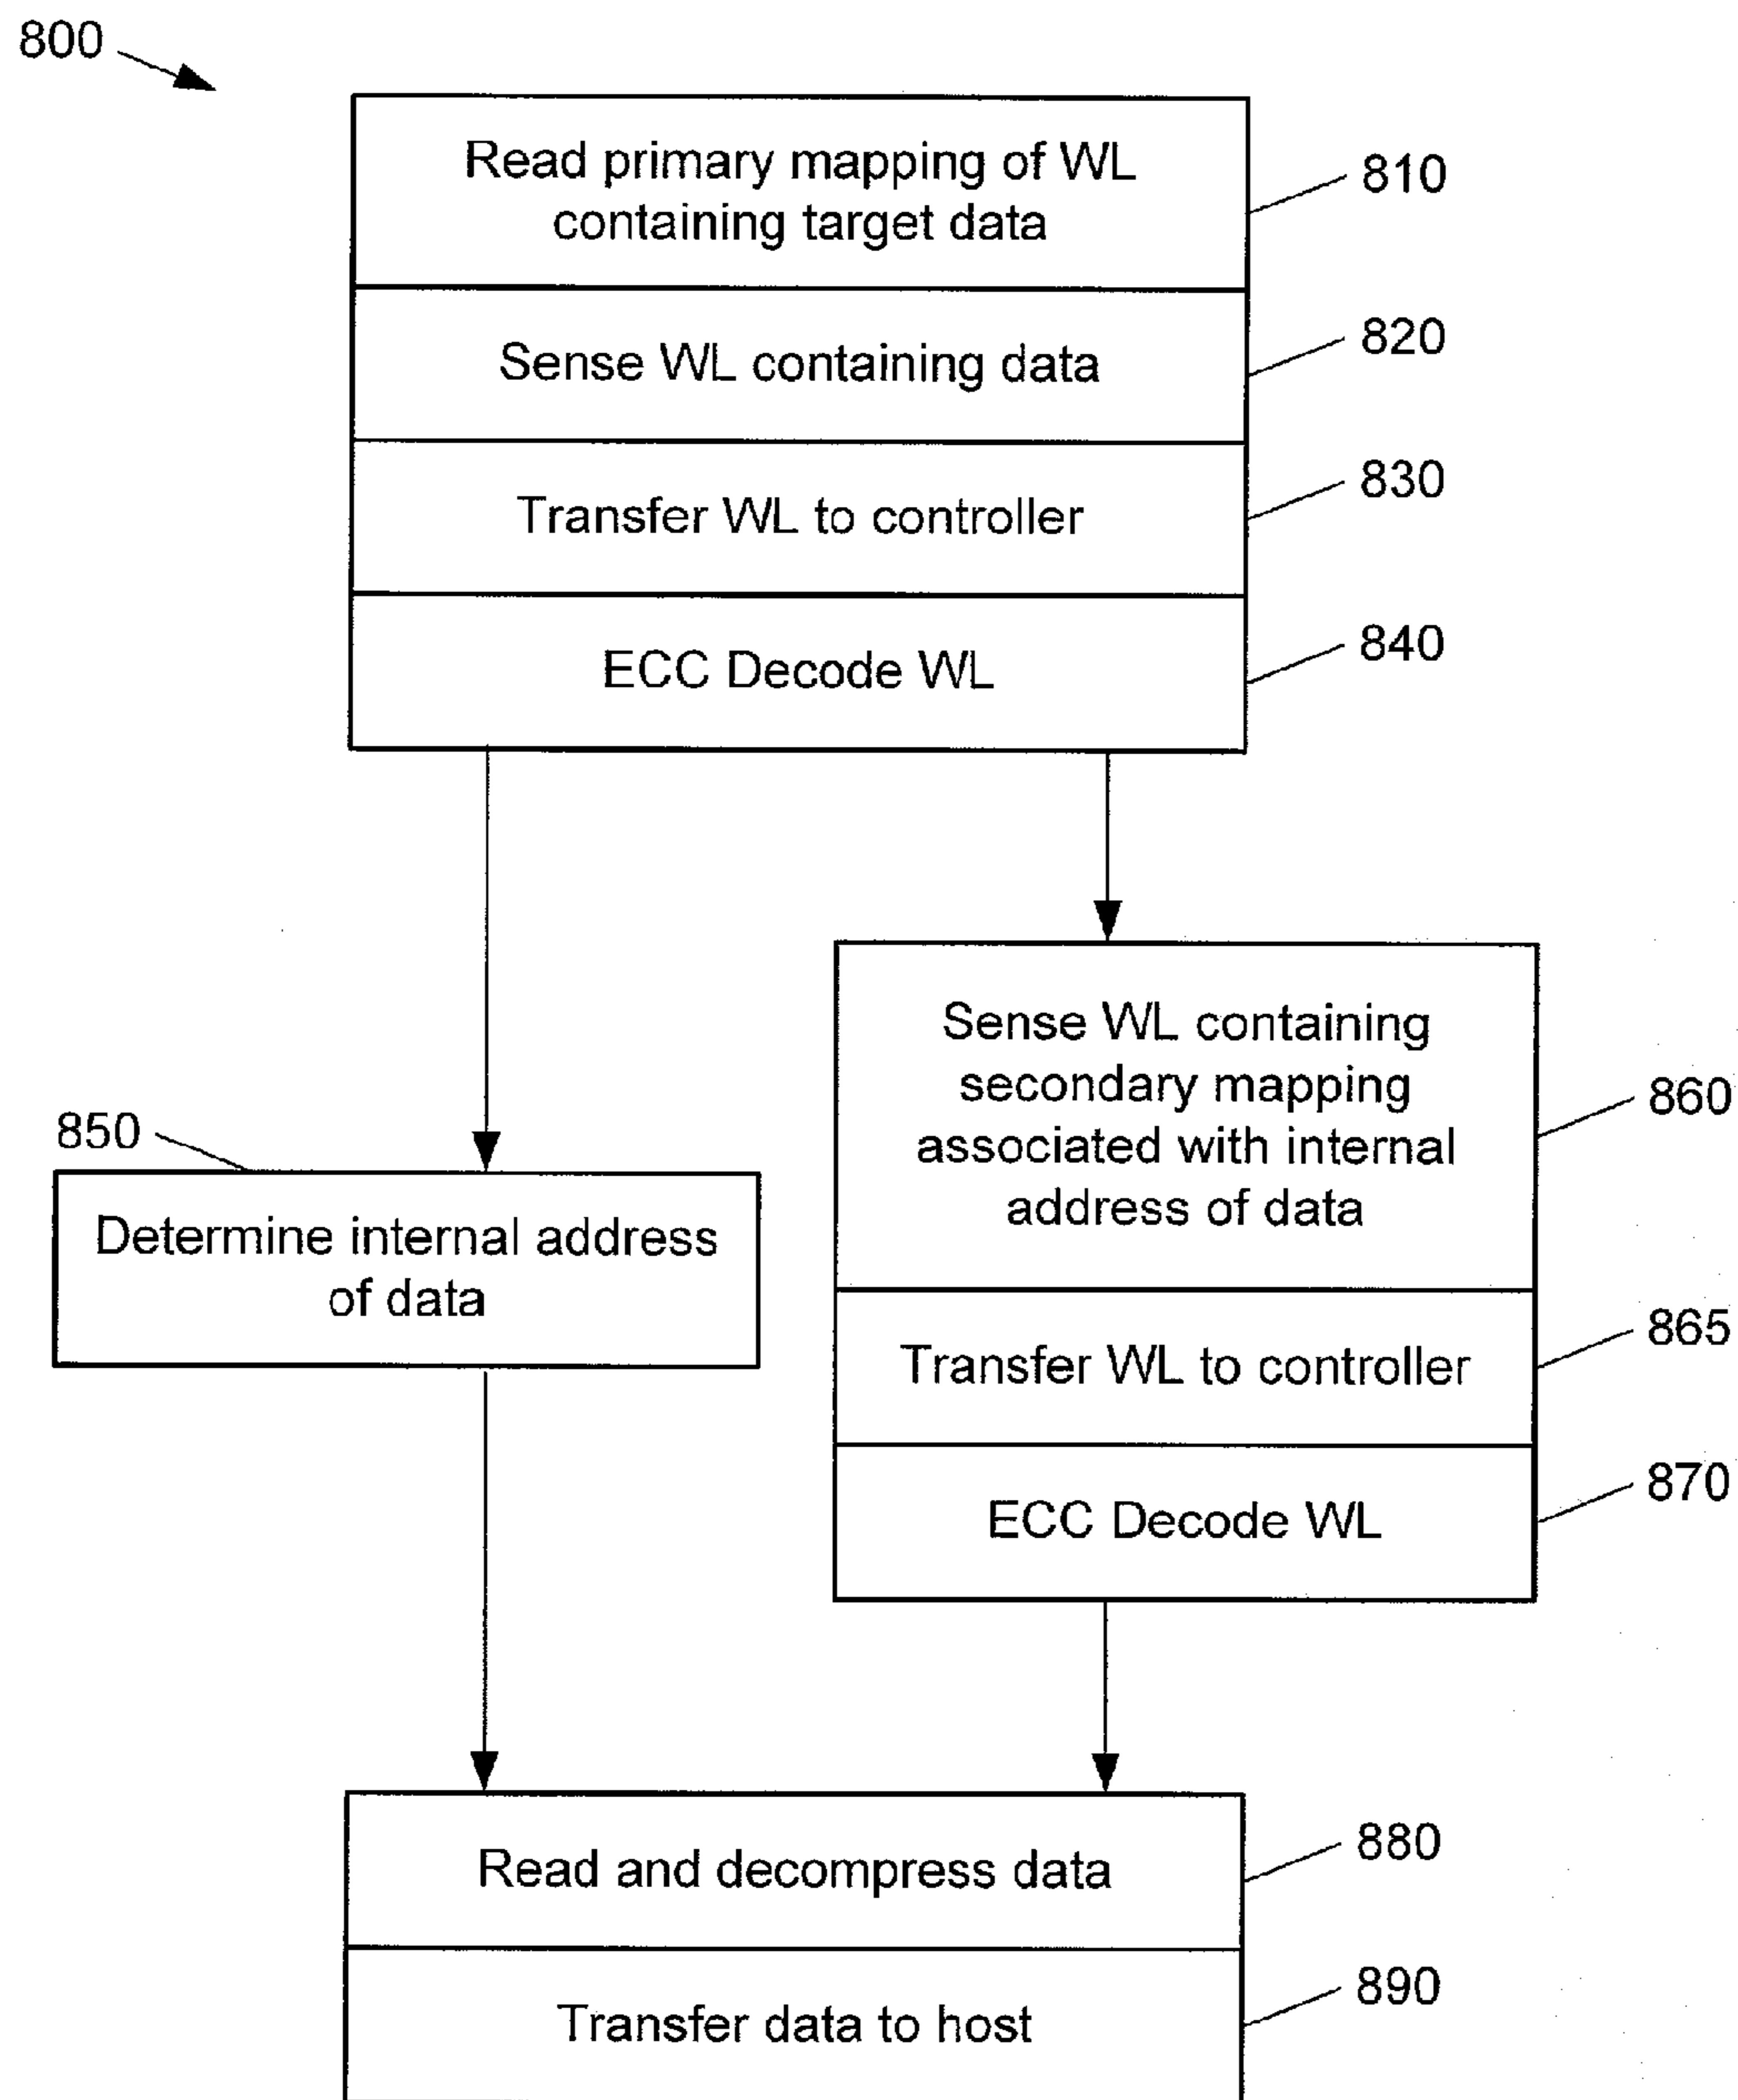 800
Read primary mapping of WL
containing target data
810
Sense WL containing data
820
Transfer WL to controller
830
ECC Decode WL
840
850
Determine internal address
of data
Sense WL containing
secondary mapping
associated with internal
address of data
860
Transfer WL to controller
865
ECC Decode WL
870
Read and decompress data
880
Transfer data to host
890